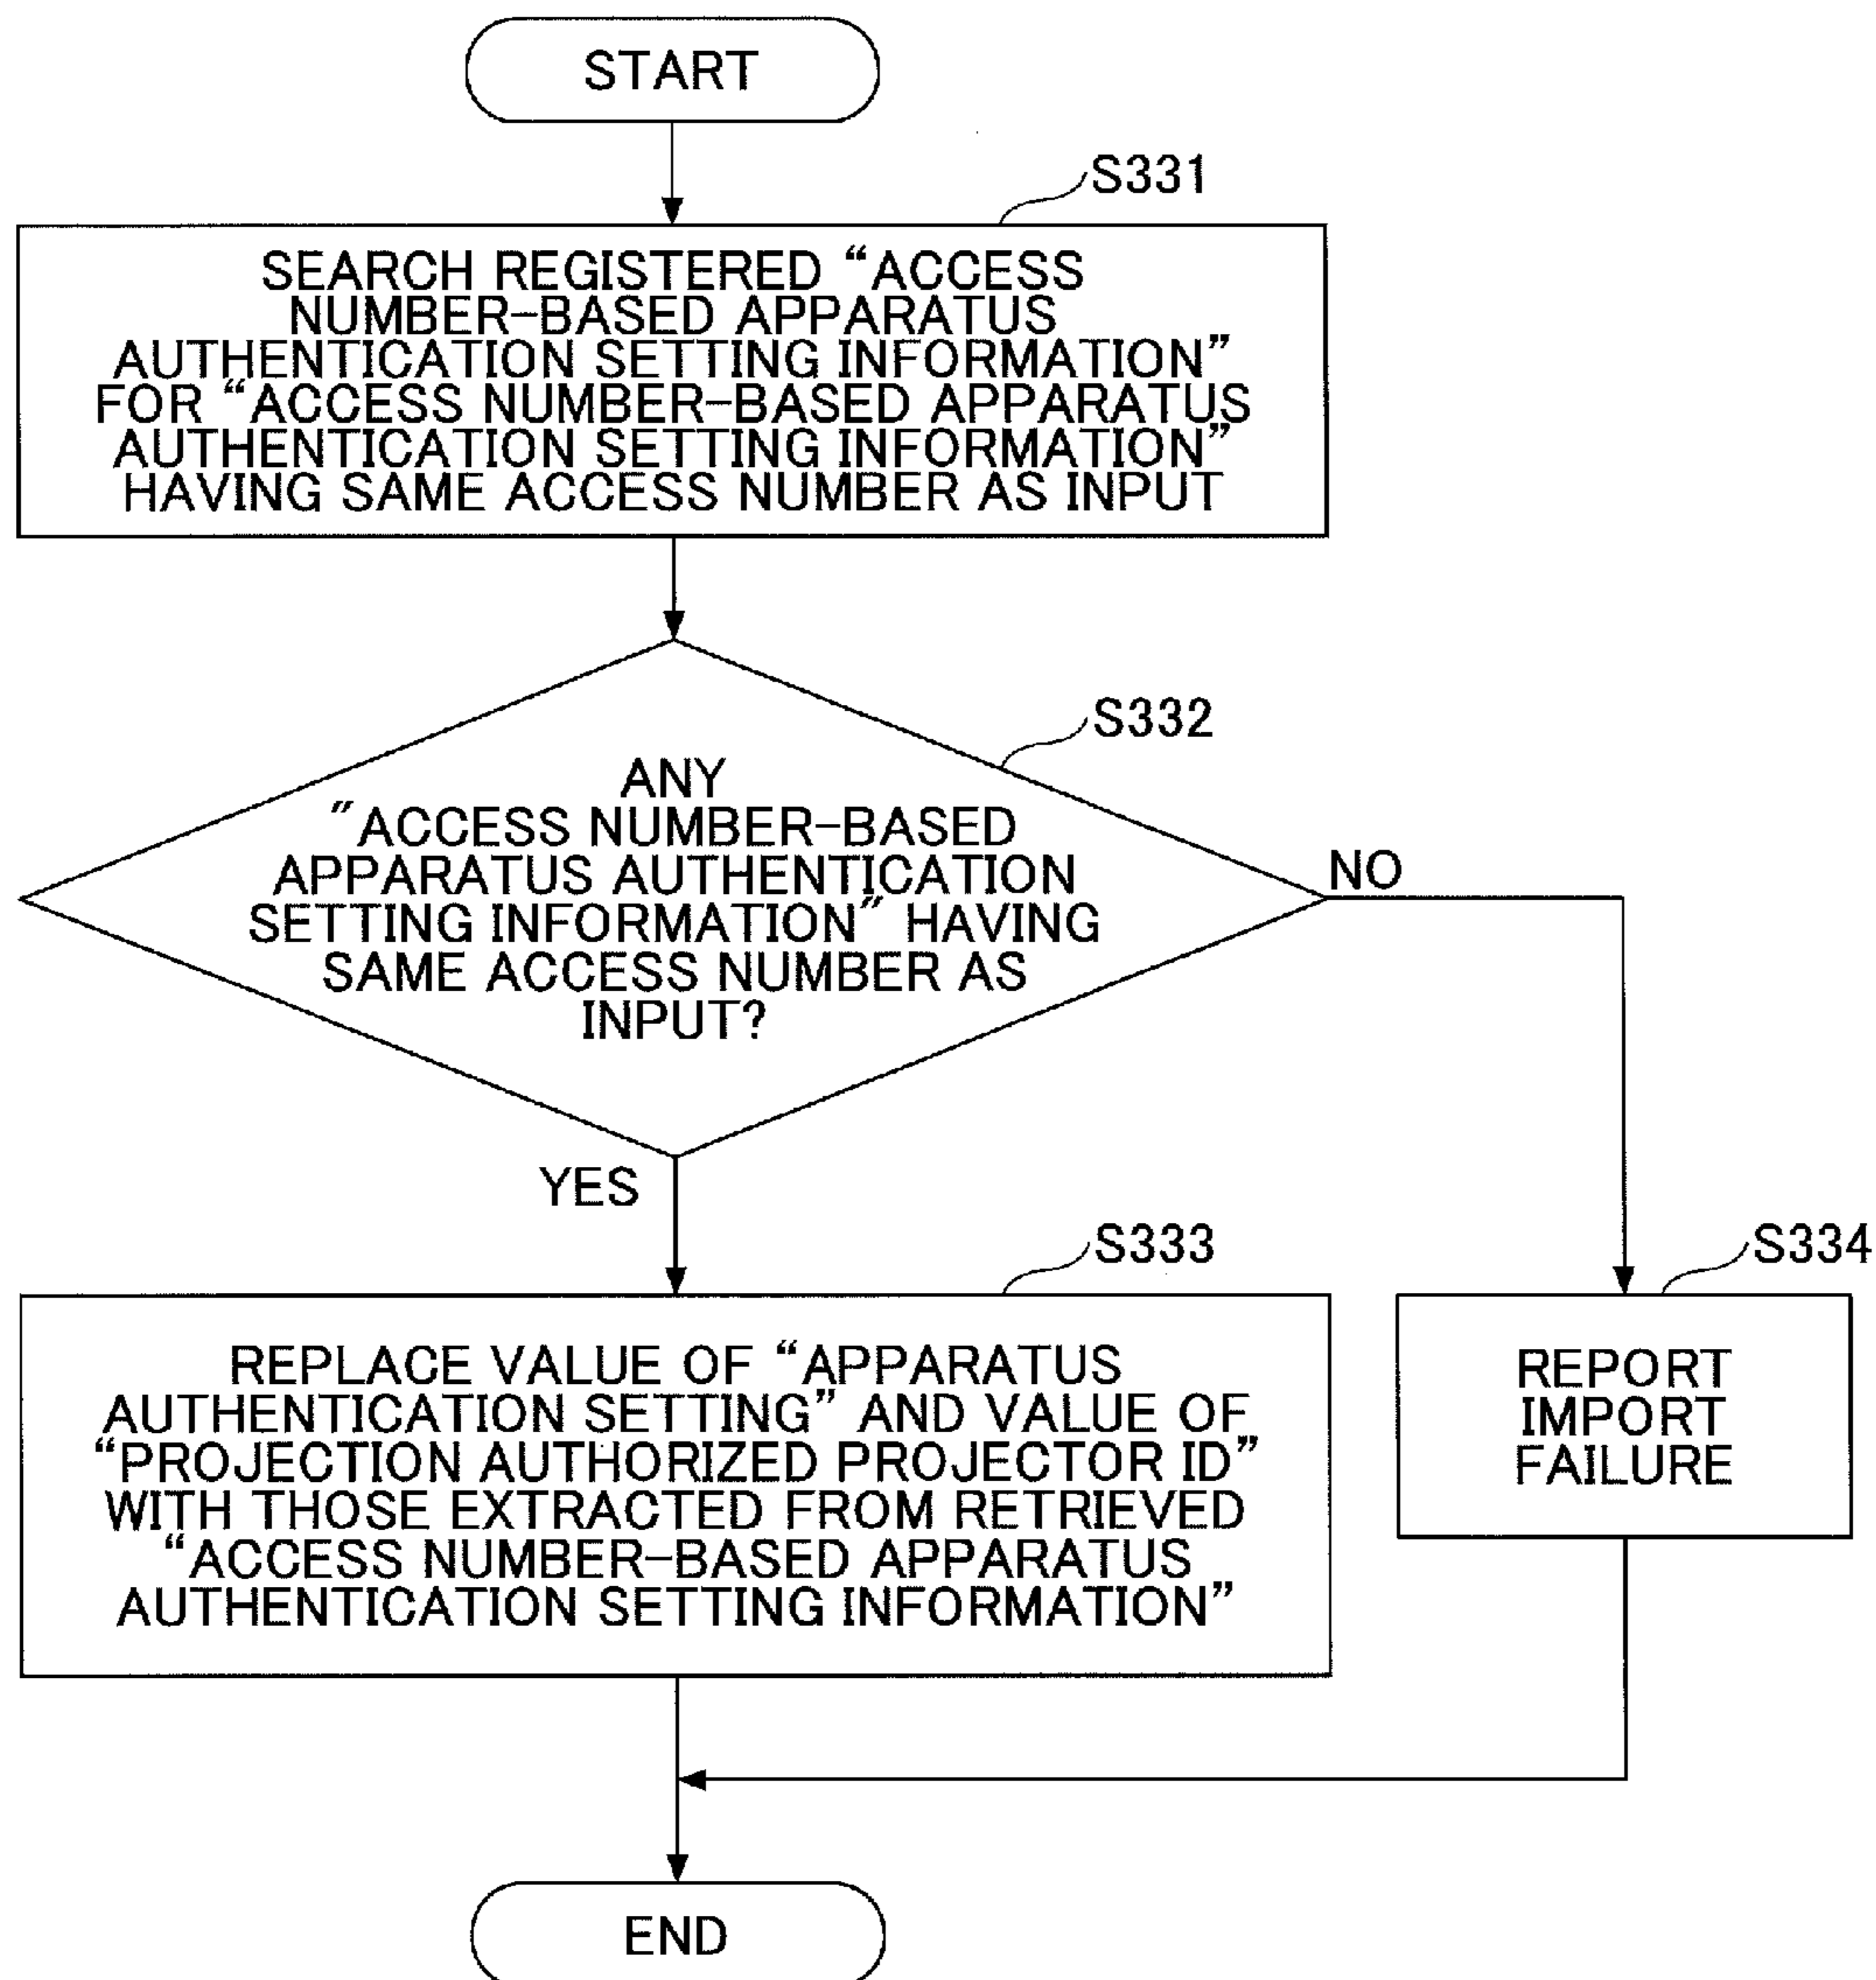 START
S331
SEARCH REGISTERED “ACCESS
NUMBER-BASED APPARATUS
AUTHENTICATION SETTING INFORMATION”
FOR “ACCESS NUMBER-BASED APPARATUS
AUTHENTICATION SETTING INFORMATION”
HAVING SAME ACCESS NUMBER AS INPUT
S332
ANY
"ACCESS NUMBER-BASED
APPARATUS AUTHENTICATION
SETTING INFORMATION" HAVING
SAME ACCESS NUMBER AS
INPUT?
NO
YES
S333
REPLACE VALUE OF “APPARATUS
AUTHENTICATION SETTING” AND VALUE OF
“PROJECTION AUTHORIZED PROJECTOR ID”
WITH THOSE EXTRACTED FROM RETRIEVED
“ACCESS NUMBER-BASED APPARATUS
AUTHENTICATION SETTING INFORMATION”
S334
REPORT
IMPORT
FAILURE
END